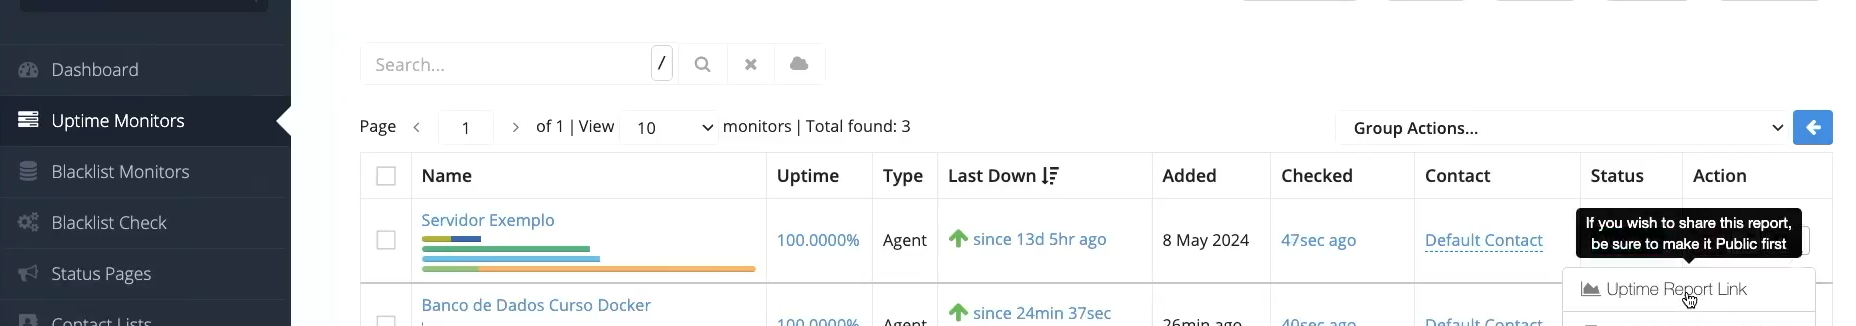 Search... /
Dashboard
Uptime Monitors
Blacklist Monitors
Blacklist Check
Status Pages
Contact Lists
Page < 1 > of 1 | View 10 monitors | Total found: 3
Group Actions...
Name Uptime Type Last Down Added Checked Contact Status Action
Servidor Exemplo 100.0000% Agent since 13d 5hr ago 8 May 2024 47sec ago Default Contact
If you wish to share this report,
be sure to make it Public first
Uptime Report Link
Banco de Dados Curso Docker 100.0000% Agent since 24min 37sec 26min ago 40sec ago Default Contact